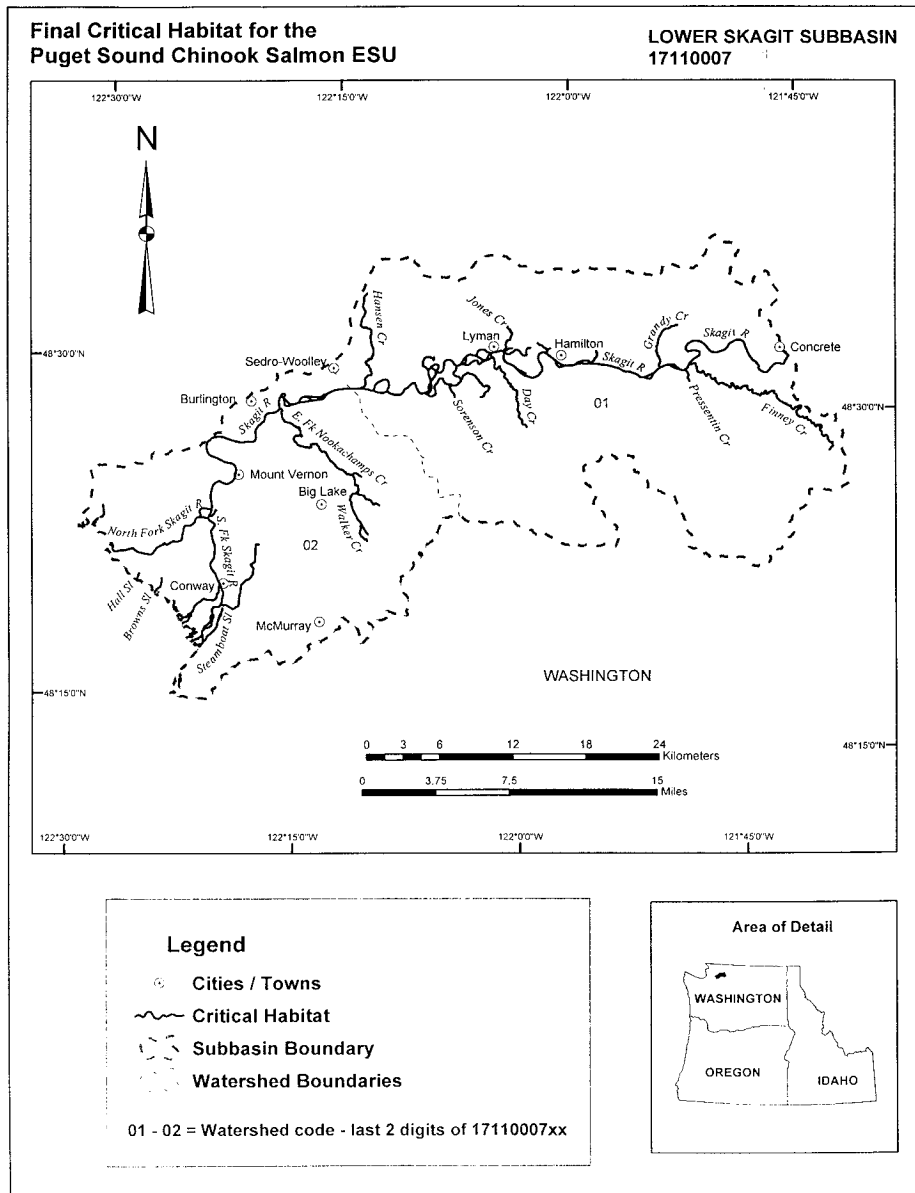 Final Critical Habitat for the
Puget Sound Chinook Salmon ESU
LOWER SKAGIT SUBBASIN
17110007
122°30'0"W
122°15'0"W
122°0'0"W
121°45'0"W
N
48°30'0"N
48°30'0"N
48°15'0"N
48°15'0"N
Hansen Cr
Jones Cr
Lyman
Hamilton
Skagit R
Grandy Cr
Skagit R
Concrete
Sedro-Woolley
Burlington
Skagit R
E. Fk Nookachamps Cr
Sorenson Cr
Day Cr
01
Pressentin Cr
Finney Cr
Mount Vernon
Big Lake
Walker Cr
North Fork Skagit R
S. Fk Skagit R
02
Hall Sl
Browns Sl
Conway
Steamboat Sl
McMurray
WASHINGTON
0 3 6 12 18 24
Kilometers
0 3.75 7.5 15
Miles
122°30'0"W
122°15'0"W
122°0'0"W
121°45'0"W
Legend
Cities / Towns
Critical Habitat
Subbasin Boundary
Watershed Boundaries
01 - 02 = Watershed code - last 2 digits of 17110007xx
Area of Detail
WASHINGTON
OREGON
IDAHO